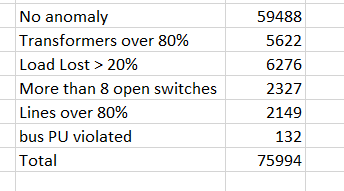 No anomaly 59488
Transformers over 80% 5622
Load Lost > 20% 6276
More than 8 open switches 2327
Lines over 80% 2149
bus PU violated 132
Total 75994